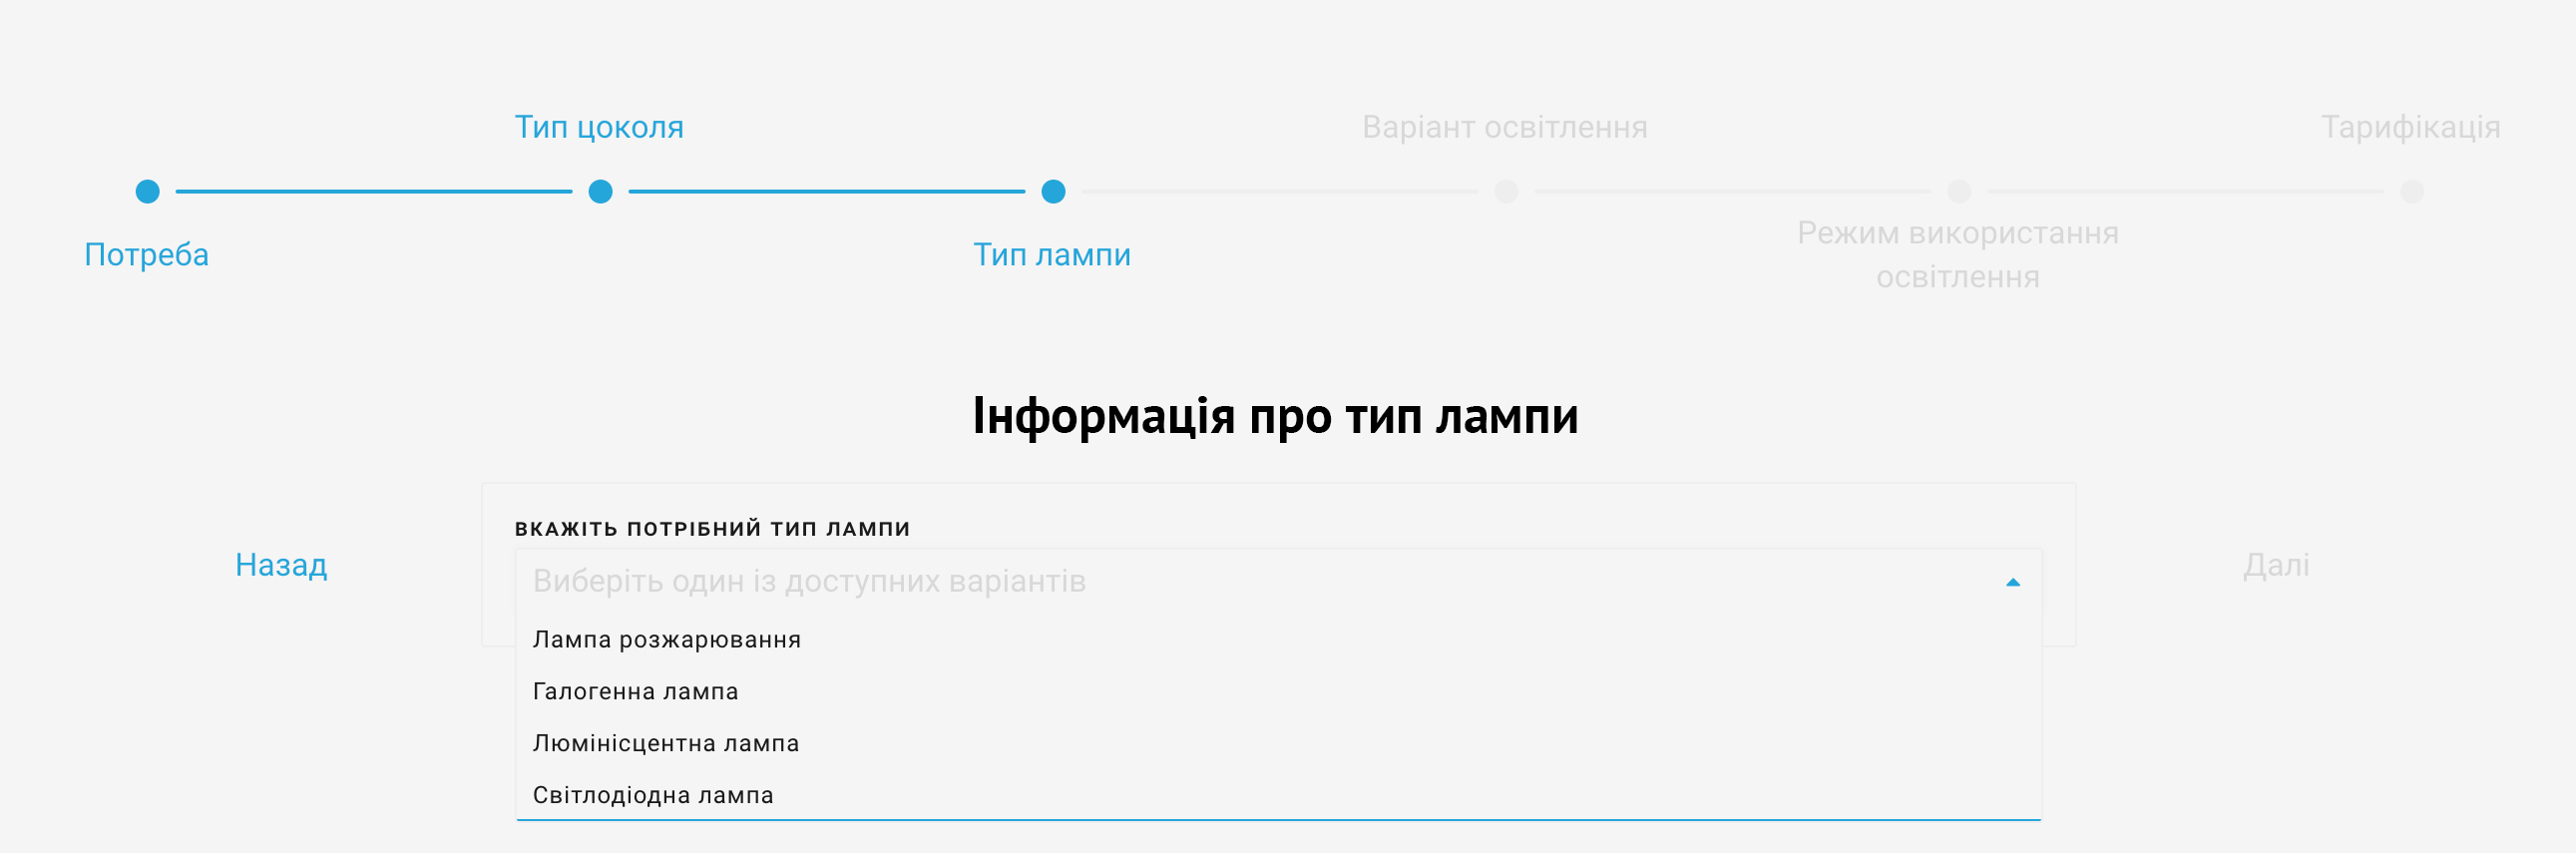 Тип цоколя
Варіант освітлення
Тарифікація
Потреба
Тип лампи
Режим використання
освітлення
Інформація про тип лампи
ВКАЖІТЬ ПОТРІБНИЙ ТИП ЛАМПИ
Назад
Виберіть один із доступних варіантів
Далі
Лампа розжарювання
Галогенна лампа
Люмінісцентна лампа
Світлодіодна лампа